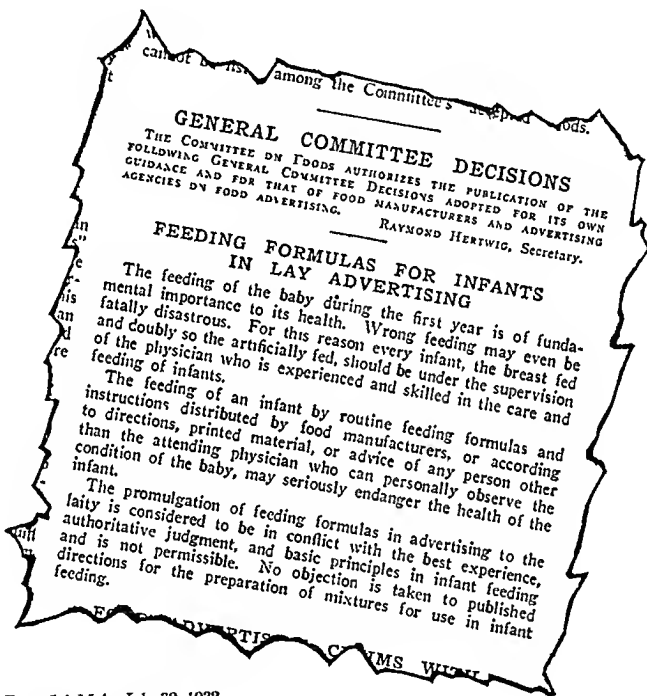 cannot be
among the Committee's accepted
GENERAL COMMITTEE DECISIONS
THE COMMITTEE ON FOODS AUTHORIZES THE PUBLICATION OF THE
FOLLOWING GENERAL COMMITTEE DECISIONS ADOPTED FOR ITS OWN
GUIDANCE AND FOR THAT OF FOOD MANUFACTURERS AND ADVERTISING
AGENCIES ON FOOD ADVERTISING.
RAYMOND HERTWIG, Secretary.
FEEDING FORMULAS FOR INFANTS
IN LAY ADVERTISING
The feeding of the baby during the first year is of funda-
mental importance to its health. Wrong feeding may even be
fatally disastrous. For this reason every infant, the breast fed
and doubly so the artificially fed, should be under the supervision
of the physician who is experienced and skilled in the care and
feeding of infants.
The feeding of an infant by routine feeding formulas and
instructions distributed by food manufacturers, or according
to directions, printed material, or advice of any person other
than the attending physician who can personally observe the
condition of the baby, may seriously endanger the health of the
infant.
The promulgation of feeding formulas in advertising to the
laity is considered to be in conflict with the best experience,
authoritative judgment, and basic principles in infant feeding
and is not permissible. No objection is taken to published
directions for the preparation of mixtures for use in infant
feeding.
WITH